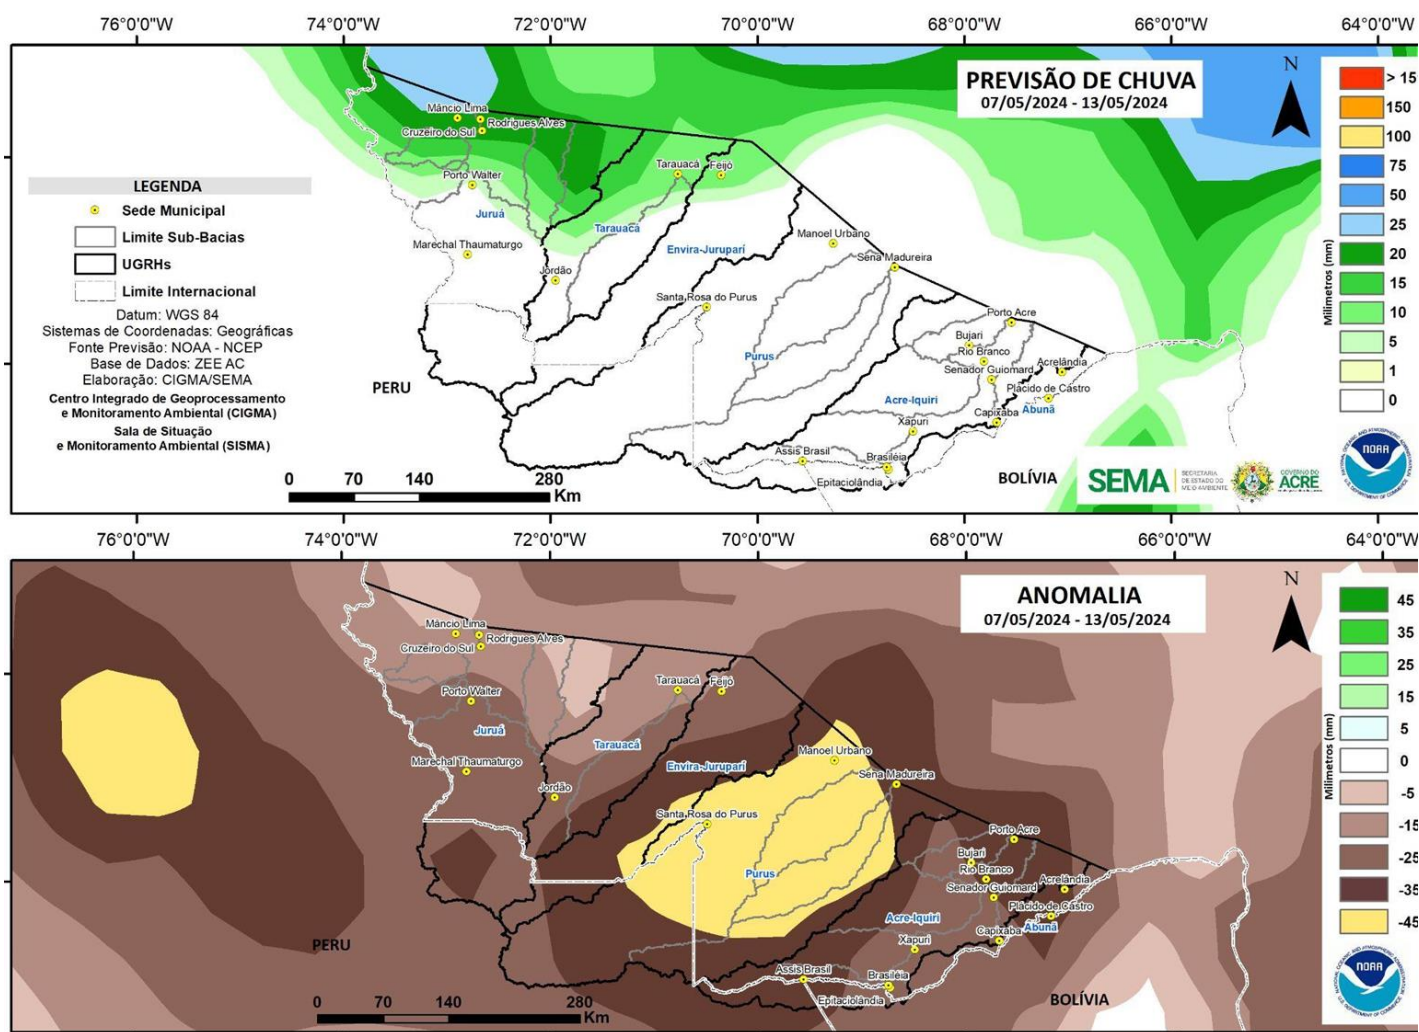 76°0'0"W 74°0'0"W 72°0'0"W 70°0'0"W 68°0'0"W 66°0'0"W 64°0'0"W
PREVISÃO DE CHUVA
07/05/2024 - 13/05/2024
N
> 15
150
100
75
50
25
20
15
10
5
1
0
Milímetros (mm)
LEGENDA
Sede Municipal
Limite Sub-Bacias
UGRHs
Limite Internacional
Datum: WGS 84
Sistemas de Coordenadas: Geográficas
Fonte Previsão: NOAA - NCEP
Base de Dados: ZEE AC
Elaboração: CIGMA/SEMA
Centro Integrado de Geoprocessamento
e Monitoramento Ambiental (CIGMA)
Sala de Situação
e Monitoramento Ambiental (SISMA)
Mâncio Lima
Rodrigues Alves
Cruzeiro do Sul
Tarauacá
Feijó
Porto Walter
Juruá
Tarauacá
Manoel Urbano
Marechal Thaumaturgo
Envira-Juruparí
Sena Madureira
Jordão
Santa Rosa do Purus
Porto Acre
Bujari
Rio Branco
Purus
Acrelândia
Senador Guiomard
PERU
Plácido de Castro
Acre-Iquiri
Abunã
Capixaba
Xapuri
Assis Brasil
Brasiléia
Epitaciolândia
BOLÍVIA
0 70 140 280
Km
SEMA
SECRETARIA
DE ESTADO DO
MEIO AMBIENTE
GOVERNO DO
ACRE
NOAA
76°0'0"W 74°0'0"W 72°0'0"W 70°0'0"W 68°0'0"W 66°0'0"W 64°0'0"W
ANOMALIA
07/05/2024 - 13/05/2024
N
45
35
25
15
5
0
-5
-15
-25
-35
-45
Milímetros (mm)
Mâncio Lima
Rodrigues Alves
Cruzeiro do Sul
Tarauacá
Feijó
Porto Walter
Juruá
Tarauacá
Manoel Urbano
Marechal Thaumaturgo
Envira-Juruparí
Sena Madureira
Jordão
Santa Rosa do Purus
Porto Acre
Bujari
Rio Branco
Purus
Acrelândia
Senador Guiomard
Plácido de Castro
Acre-Iquiri
Abunã
Capixaba
PERU
Xapuri
Assis Brasil
Brasiléia
Epitaciolândia
BOLÍVIA
0 70 140 280
Km
NOAA